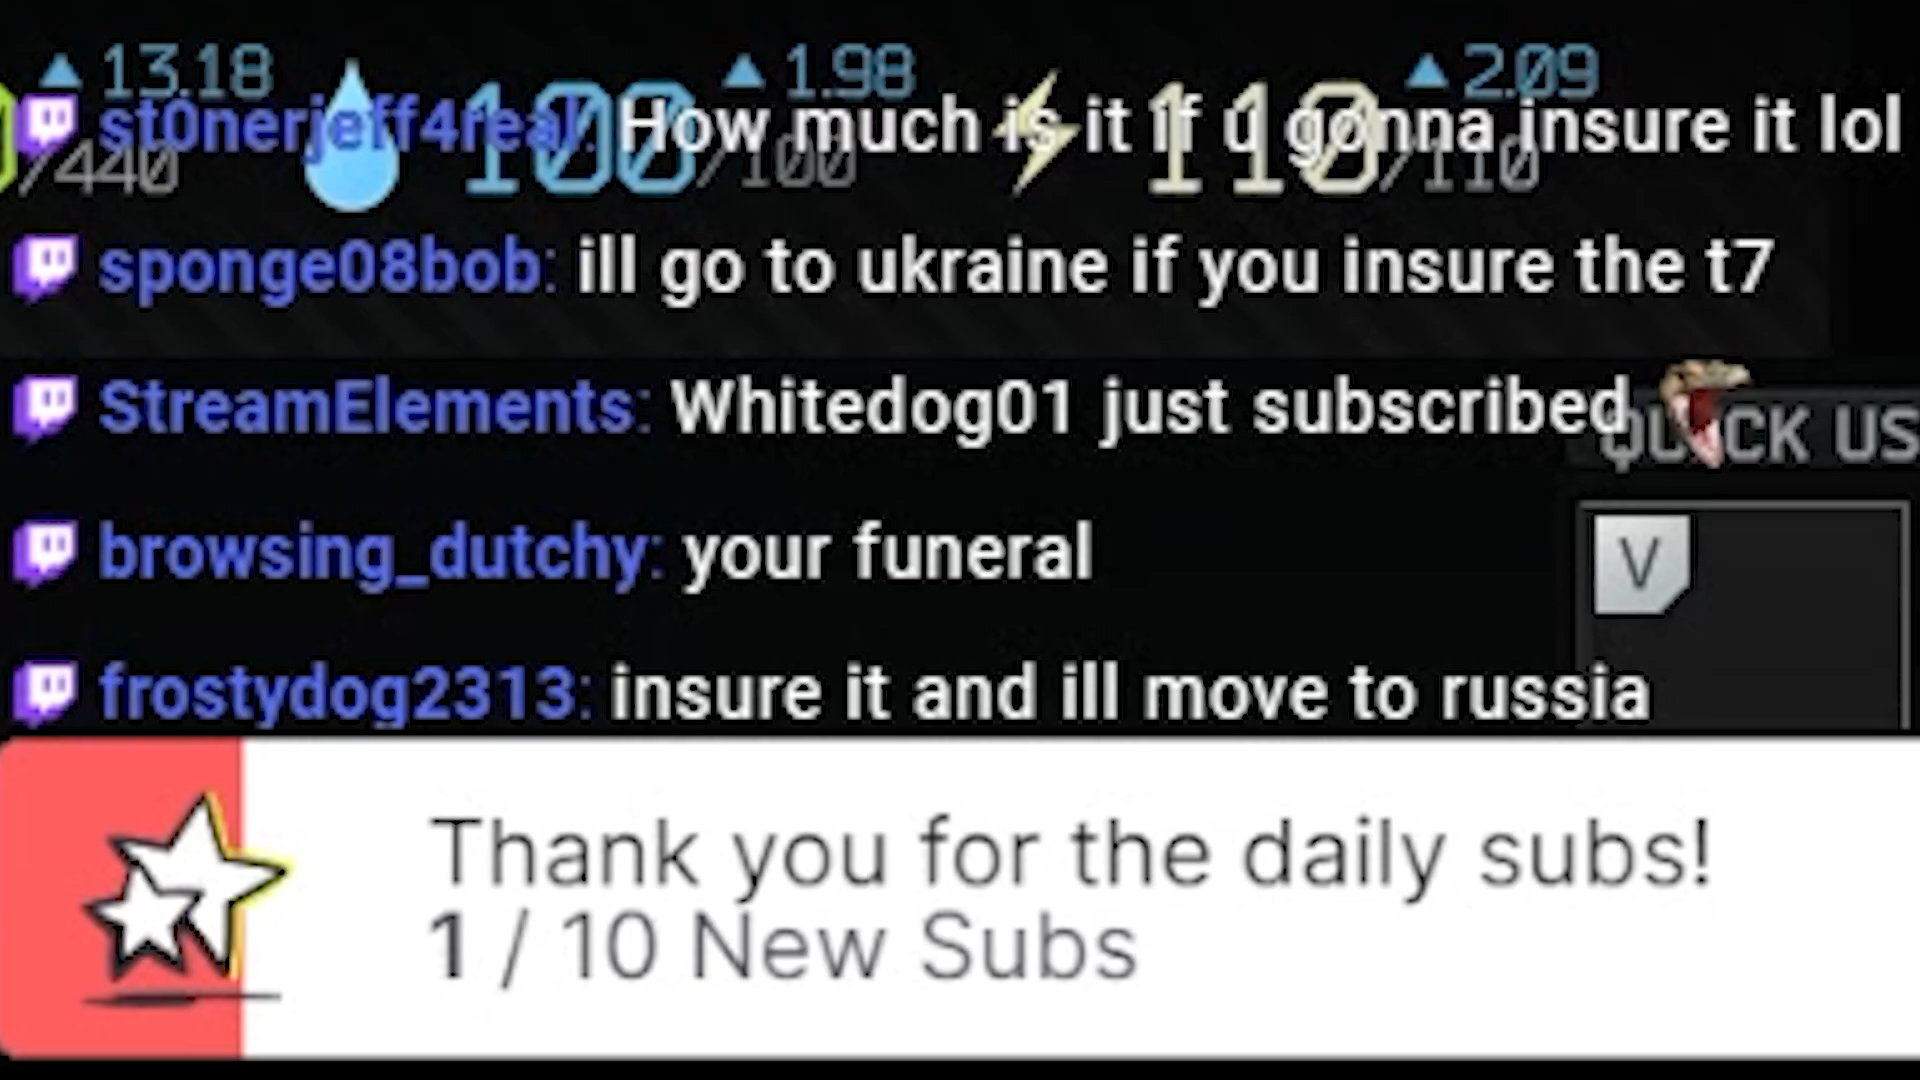 13.18 1.98 2.09
/440 100/100 110/110
st0nerjeff4real: How much is it if u gonna insure it lol
sponge08bob: ill go to ukraine if you insure the t7
StreamElements: Whitedog01 just subscribed
QUICK US
browsing_dutchy: your funeral
V
frostydog2313: insure it and ill move to russia
Thank you for the daily subs!
1 / 10 New Subs